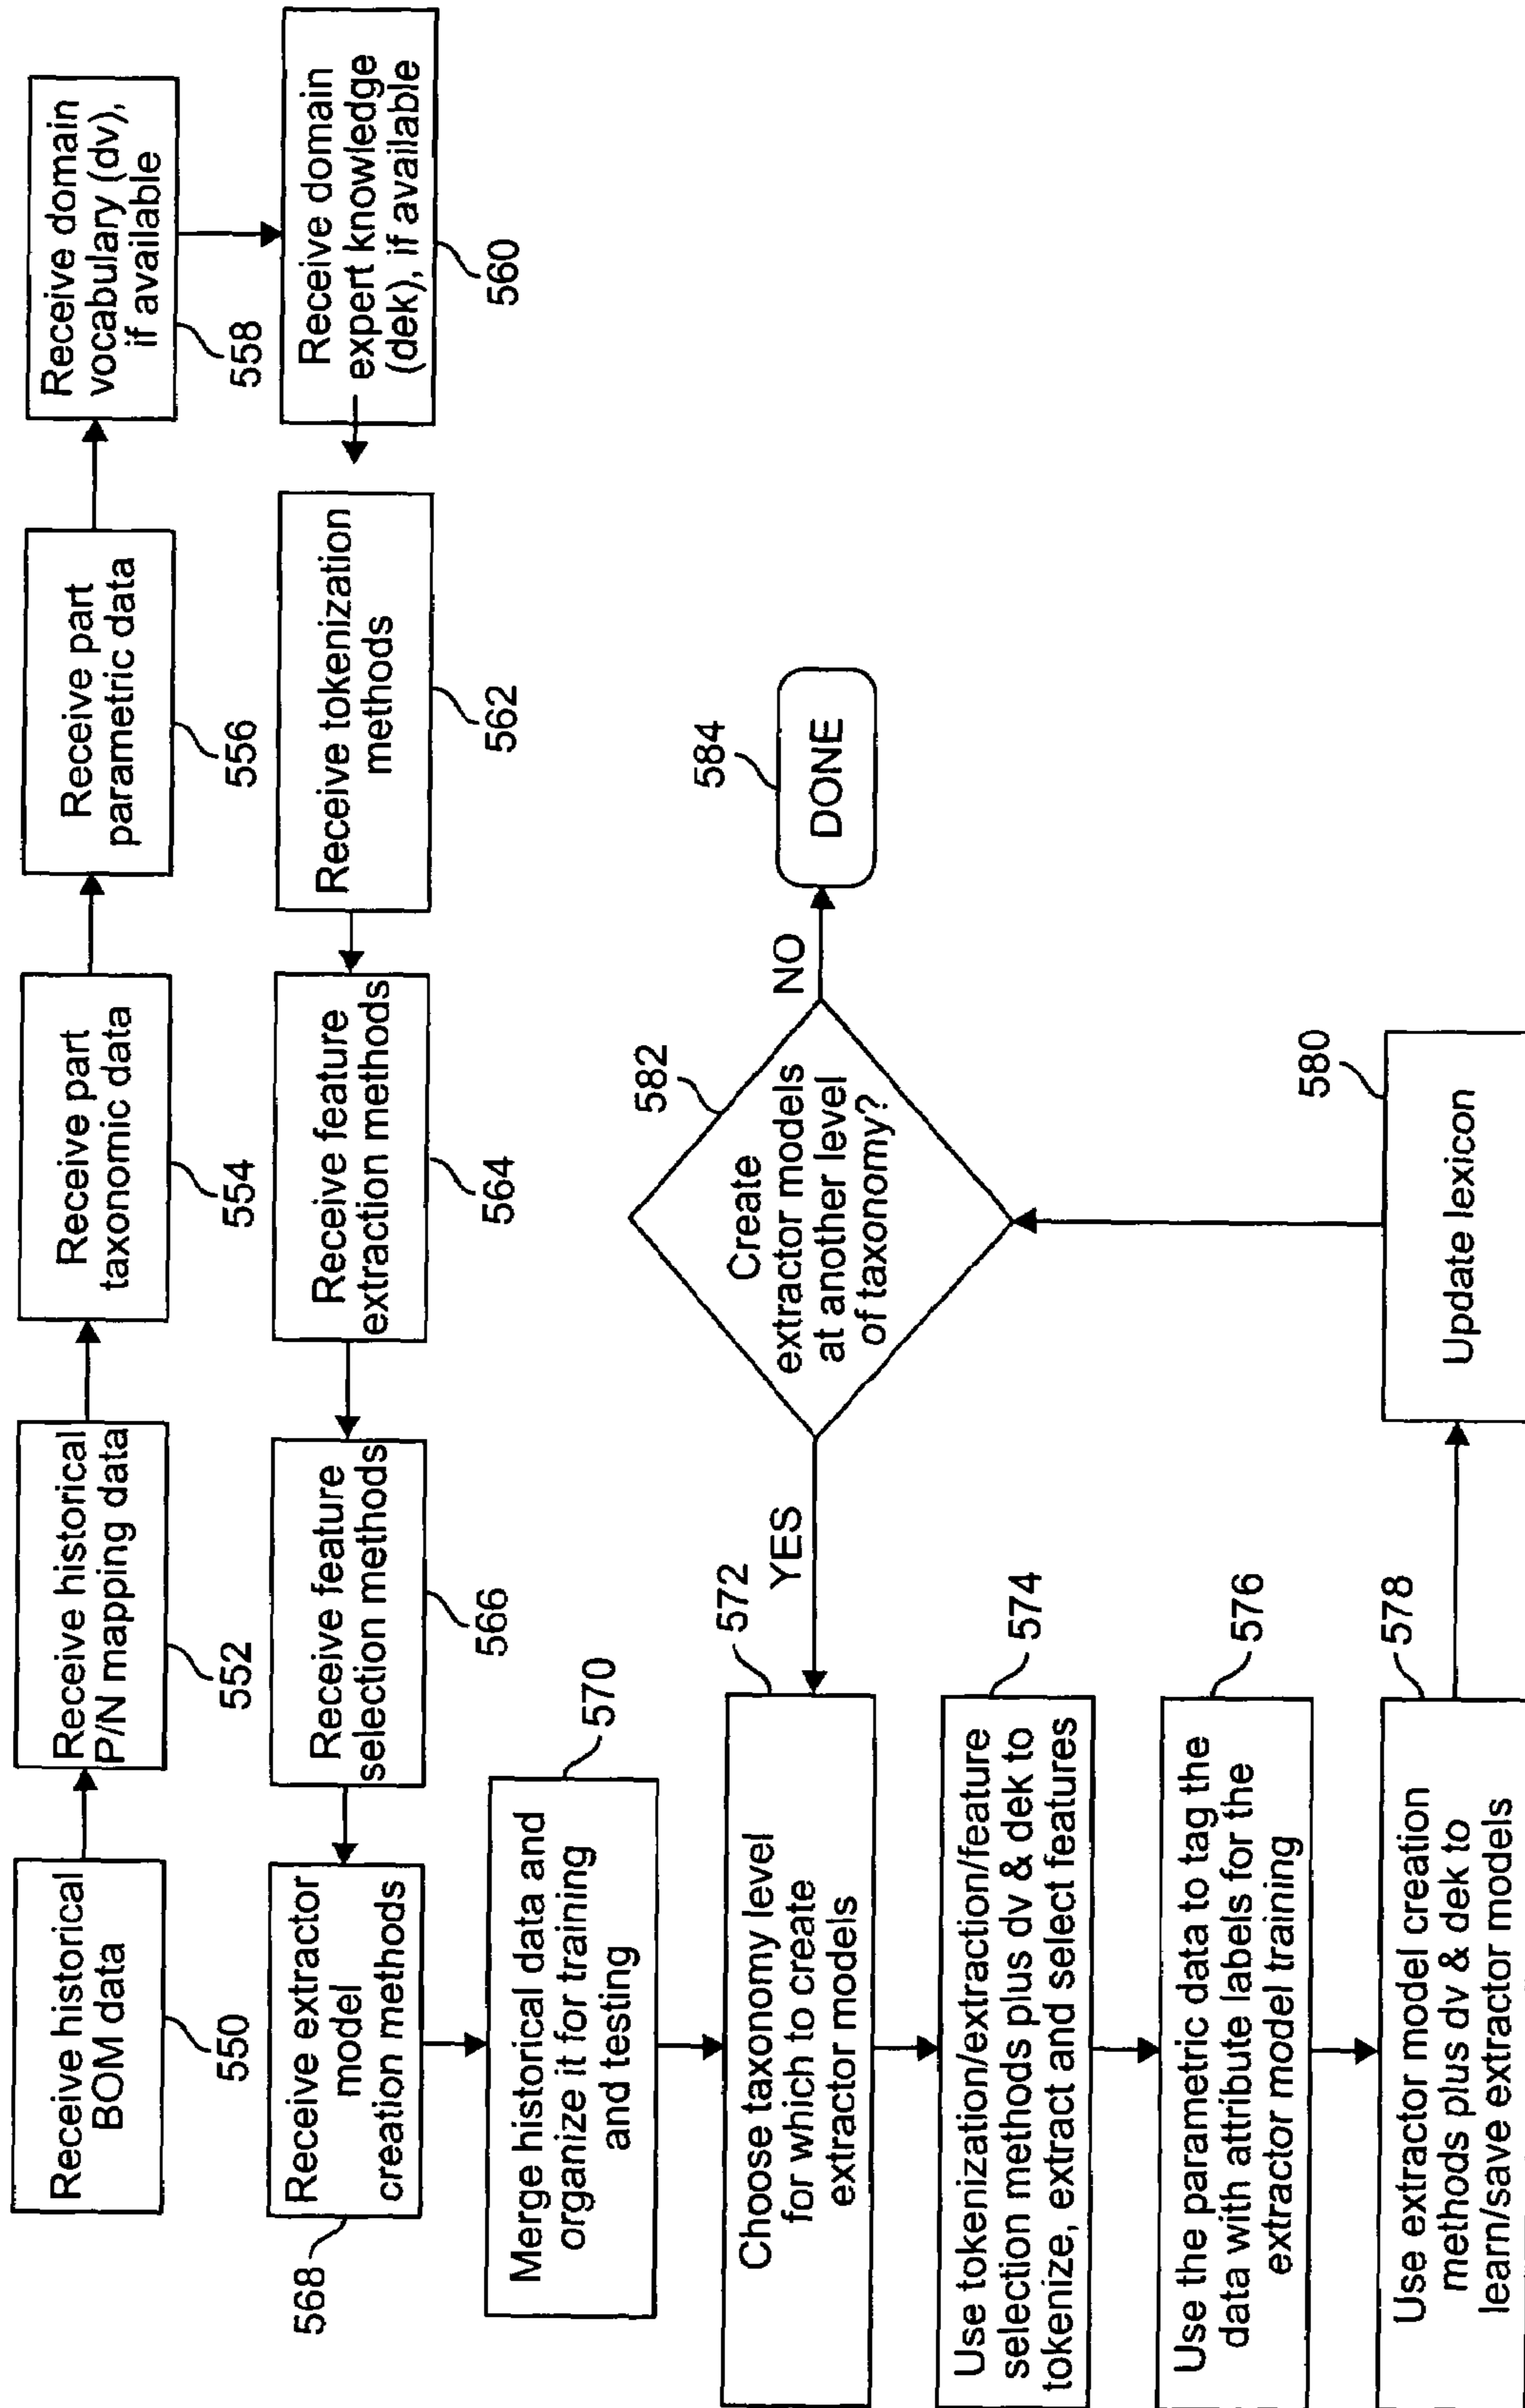 Receive historical
BOM data
550
Receive historical
P/N mapping data
552
Receive part
taxonomic data
554
Receive part
parametric data
556
Receive domain
vocabulary (dv),
if available
558
Receive domain
expert knowledge
(dek), if available
560
Receive tokenization
methods
562
Receive feature
extraction methods
564
Receive feature
selection methods
566
Receive extractor
model
creation methods
568
Merge historical data and
organize it for training
and testing
570
Choose taxonomy level
for which to create
extractor models
572
Use tokenization/extraction/feature
selection methods plus dv & dek to
tokenize, extract and select features
574
Use the parametric data to tag the
data with attribute labels for the
extractor model training
576
Use extractor model creation
methods plus dv & dek to
learn/save extractor models
578
Update lexicon
580
Create
extractor models
at another level
of taxonomy?
582
YES
NO
DONE
584